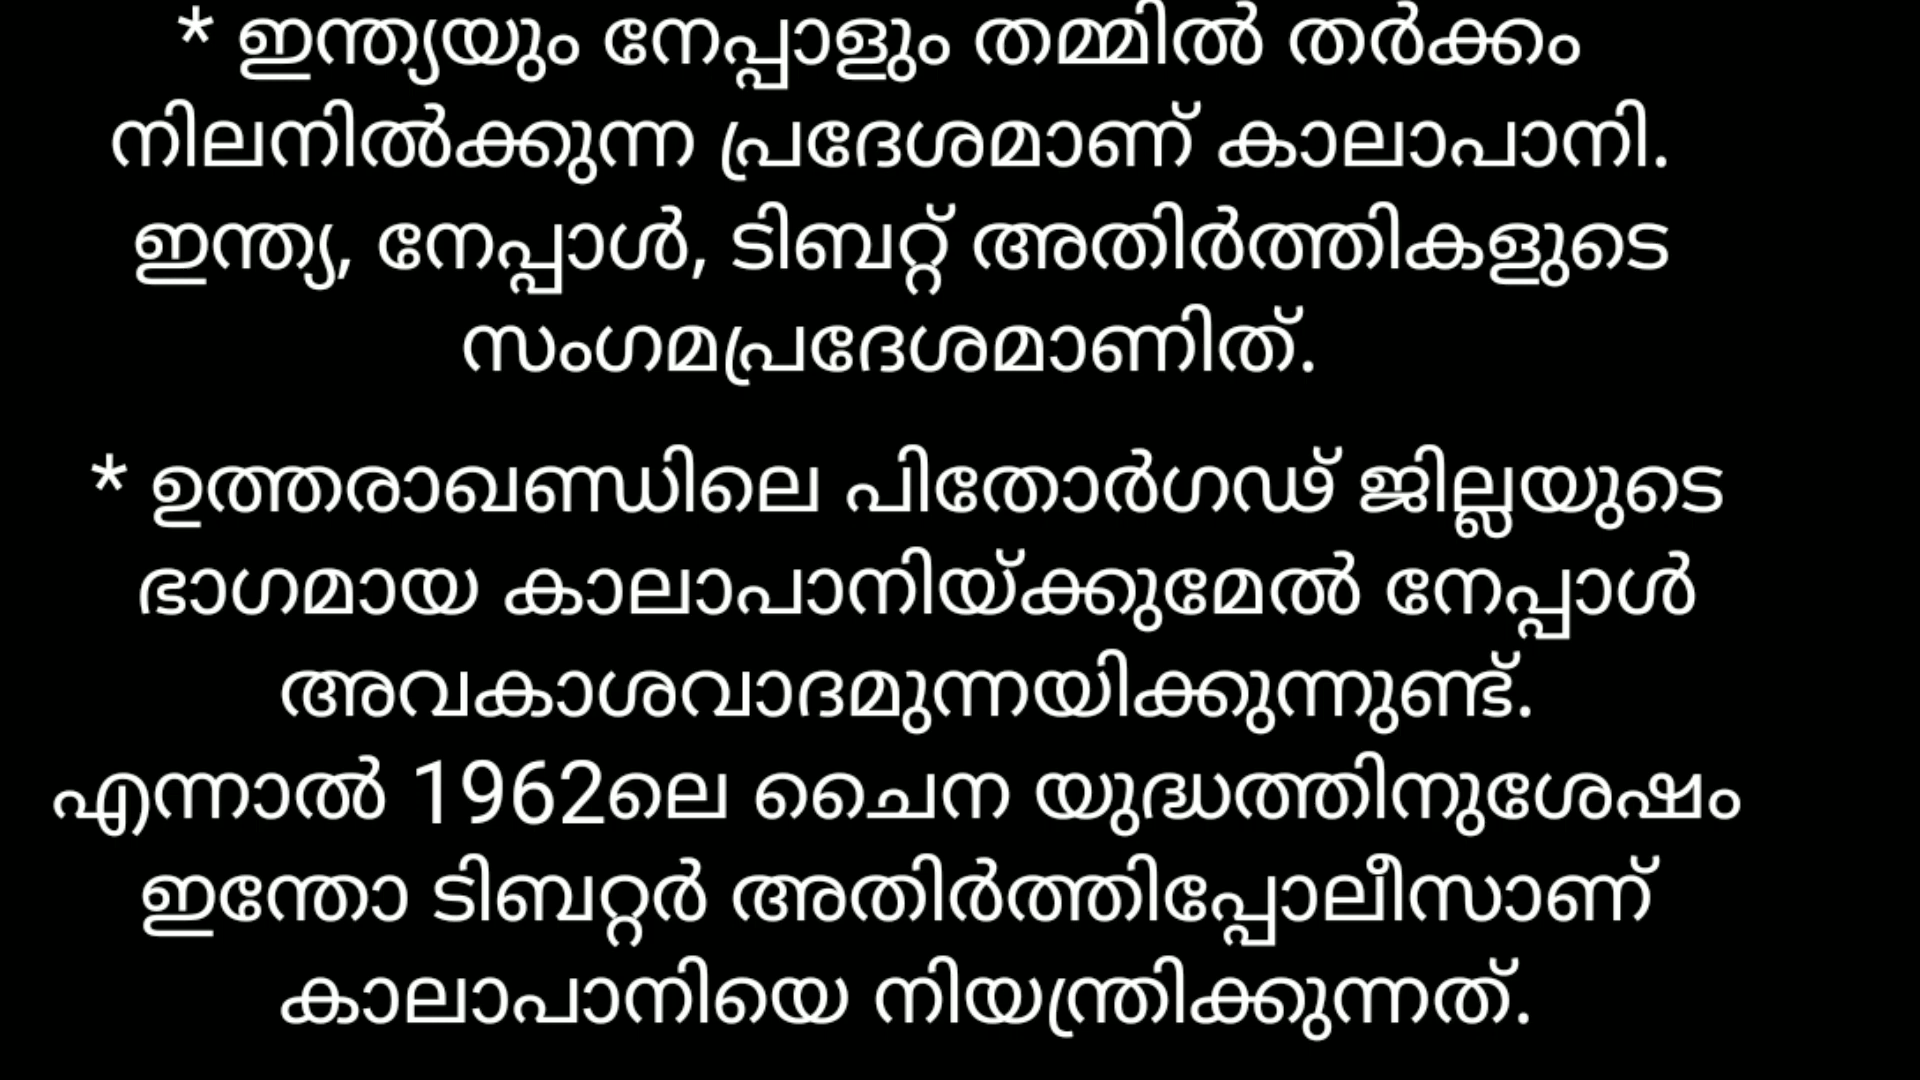 * ഇന്ത്യയും നേപ്പാളും തമ്മിൽ തർക്കം
നിലനിൽക്കുന്ന പ്രദേശമാണ് കാലാപാനി.
ഇന്ത്യ, നേപ്പാൾ, ടിബറ്റ് അതിർത്തികളുടെ
സംഗമപ്രദേശമാണിത്.
* ഉത്തരാഖണ്ഡിലെ പിതോർഗഢ് ജില്ലയുടെ
ഭാഗമായ കാലാപാനിയ്ക്കുമേൽ നേപ്പാൾ
അവകാശവാദമുന്നയിക്കുന്നുണ്ട്.
എന്നാൽ 1962ലെ ചൈന യുദ്ധത്തിനുശേഷം
ഇന്തോ ടിബറ്റർ അതിർത്തിപ്പോലീസാണ്
കാലാപാനിയെ നിയന്ത്രിക്കുന്നത്.